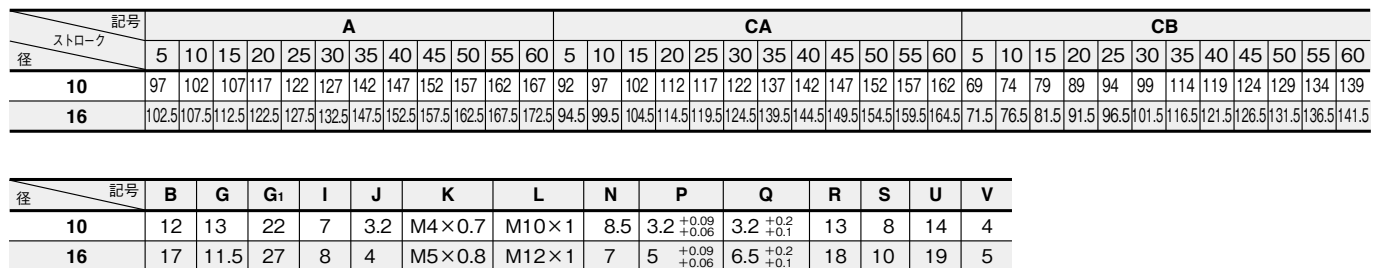 記号 A CA CB
ストローク
径 5 10 15 20 25 30 35 40 45 50 55 60 5 10 15 20 25 30 35 40 45 50 55 60 5 10 15 20 25 30 35 40 45 50 55 60
10 97 102 107 117 122 127 142 147 152 157 162 167 92 97 102 112 117 122 137 142 147 152 157 162 69 74 79 89 94 99 114 119 124 129 134 139
16 102.5 107.5 112.5 122.5 127.5 132.5 147.5 152.5 157.5 162.5 167.5 172.5 94.5 99.5 104.5 114.5 119.5 124.5 139.5 144.5 149.5 154.5 159.5 164.5 71.5 76.5 81.5 91.5 96.5 101.5 116.5 121.5 126.5 131.5 136.5 141.5
径 記号 B G G1 I J K L N P Q R S U V
10 12 13 22 7 3.2 M4×0.7 M10×1 8.5 3.2 +0.09 +0.06 3.2 +0.2 +0.1 13 8 14 4
16 17 11.5 27 8 4 M5×0.8 M12×1 7 5 +0.09 +0.06 6.5 +0.2 +0.1 18 10 19 5